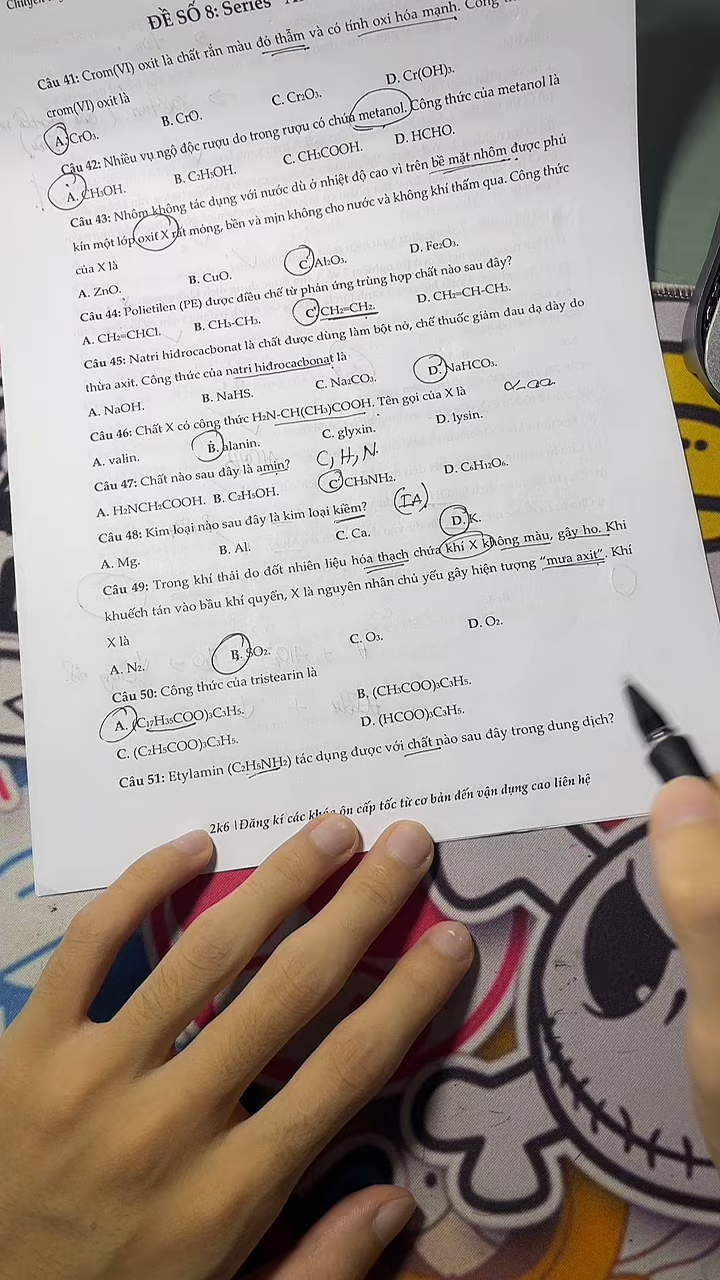 Chuyên
ĐỀ SỐ 8: Series
Câu 41: Crom(VI) oxit là chất rắn màu đỏ thẫm và có tính oxi hóa mạnh. Công
crom(VI) oxit là
A. CrO₃. B. CrO. C. Cr₂O₃. D. Cr(OH)₃.
Câu 42: Nhiều vụ ngộ độc rượu do trong rượu có chứa metanol. Công thức của metanol là
A. CH₃OH. B. C₂H₅OH. C. CH₃COOH. D. HCHO.
Câu 43: Nhôm không tác dụng với nước dù ở nhiệt độ cao vì trên bề mặt nhôm được phủ
kín một lớp oxit X rất mỏng, bền và mịn không cho nước và không khí thấm qua. Công thức
của X là
A. ZnO. B. CuO. C. Al₂O₃. D. Fe₂O₃.
Câu 44: Polietilen (PE) được điều chế từ phản ứng trùng hợp chất nào sau đây?
A. CH₂=CHCl. B. CH₃-CH₃. C. CH₂=CH₂. D. CH₂=CH-CH₃.
Câu 45: Natri hiđrocacbonat là chất được dùng làm bột nở, chế thuốc giảm đau dạ dày do
thừa axit. Công thức của natri hiđrocacbonat là
A. NaOH. B. NaHS. C. Na₂CO₃. D. NaHCO₃.
Câu 46: Chất X có công thức H₂N-CH(CH₃)COOH. Tên gọi của X là
A. valin. B. alanin. C. glyxin. D. lysin.
Câu 47: Chất nào sau đây là amin? C, H, N.
A. H₂NCH₂COOH. B. C₂H₅OH. C. CH₃NH₂. D. C₆H₁₂O₆.
Câu 48: Kim loại nào sau đây là kim loại kiềm? (IA)
A. Mg. B. Al. C. Ca. D. K.
Câu 49: Trong khí thải do đốt nhiên liệu hóa thạch chứa khí X không màu, gây ho. Khi
khuếch tán vào bầu khí quyển, X là nguyên nhân chủ yếu gây hiện tượng "mưa axit". Khí
X là
A. N₂. B. SO₂. C. O₃. D. O₂.
Câu 50: Công thức của tristearin là
A. (C₁₇H₃₅COO)₃C₃H₅. B. (CH₃COO)₃C₃H₅.
C. (C₂H₅COO)₃C₃H₅. D. (HCOO)₃C₃H₅.
Câu 51: Etylamin (C₂H₅NH₂) tác dụng được với chất nào sau đây trong dung dịch?
2k6 | Đăng kí các khóa ôn cấp tốc từ cơ bản đến vận dụng cao liên hệ